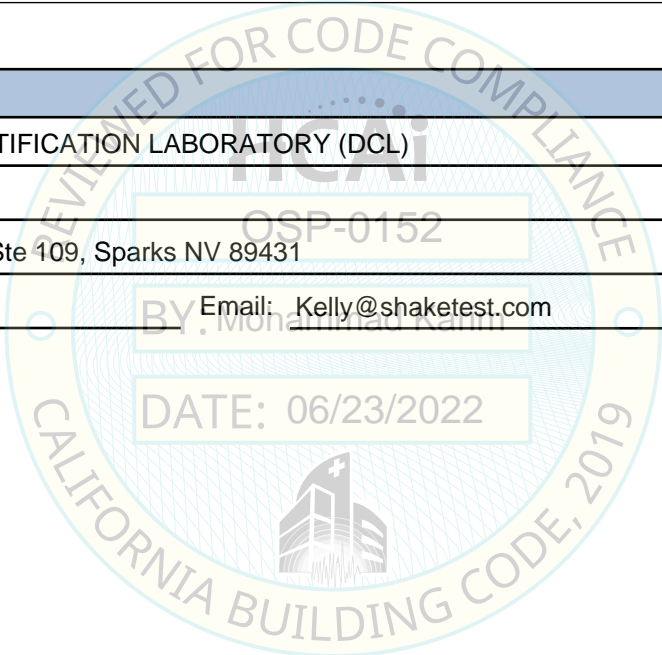 REVIEWED FOR CODE COMPLIANCE
HCAi
TIFICATION LABORATORY (DCL)
OSP-0152
Ste 109, Sparks NV 89431
Email: Kelly@shaketest.com
BY: Mohammad Karim
DATE: 06/23/2022
CALIFORNIA BUILDING CODE, 2019